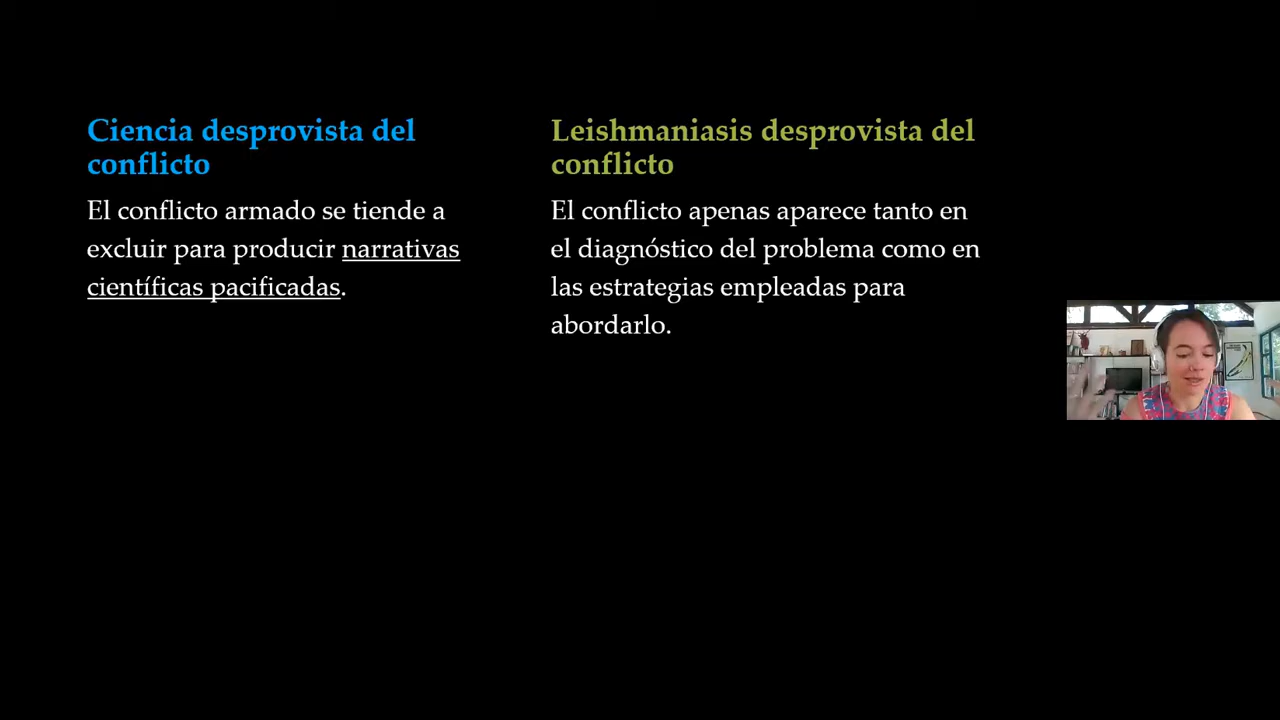 Ciencia desprovista del
conflicto
El conflicto armado se tiende a
excluir para producir narrativas
científicas pacificadas.
Leishmaniasis desprovista del
conflicto
El conflicto apenas aparece tanto en
el diagnóstico del problema como en
las estrategias empleadas para
abordarlo.